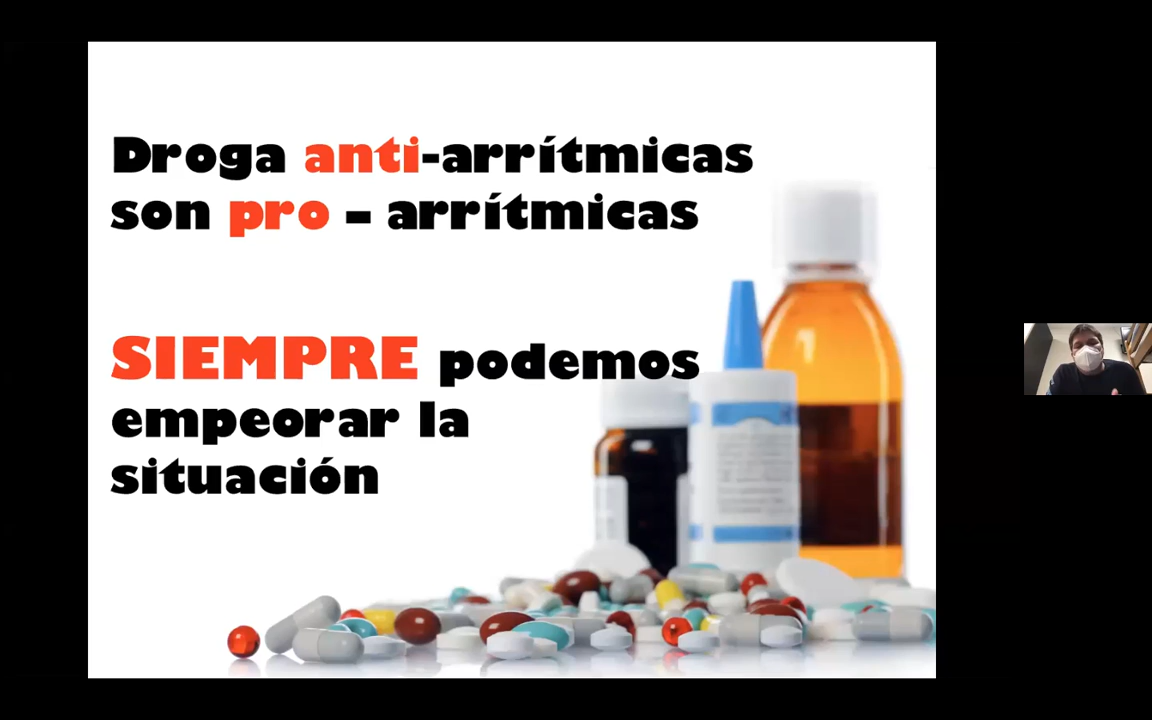 Droga anti-arrítmicas
son pro – arrítmicas
SIEMPRE podemos
empeorar la
situación